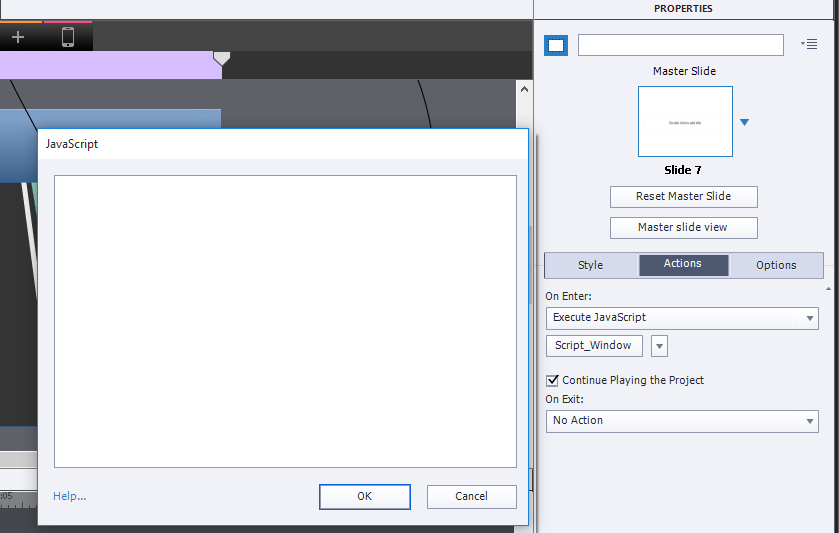 PROPERTIES
Master Slide
Double click to add title
Slide 7
Reset Master Slide
Master slide view
Style
Actions
Options
On Enter:
Execute JavaScript
Script_Window
Continue Playing the Project
On Exit:
No Action
JavaScript
Help...
OK
Cancel
:05